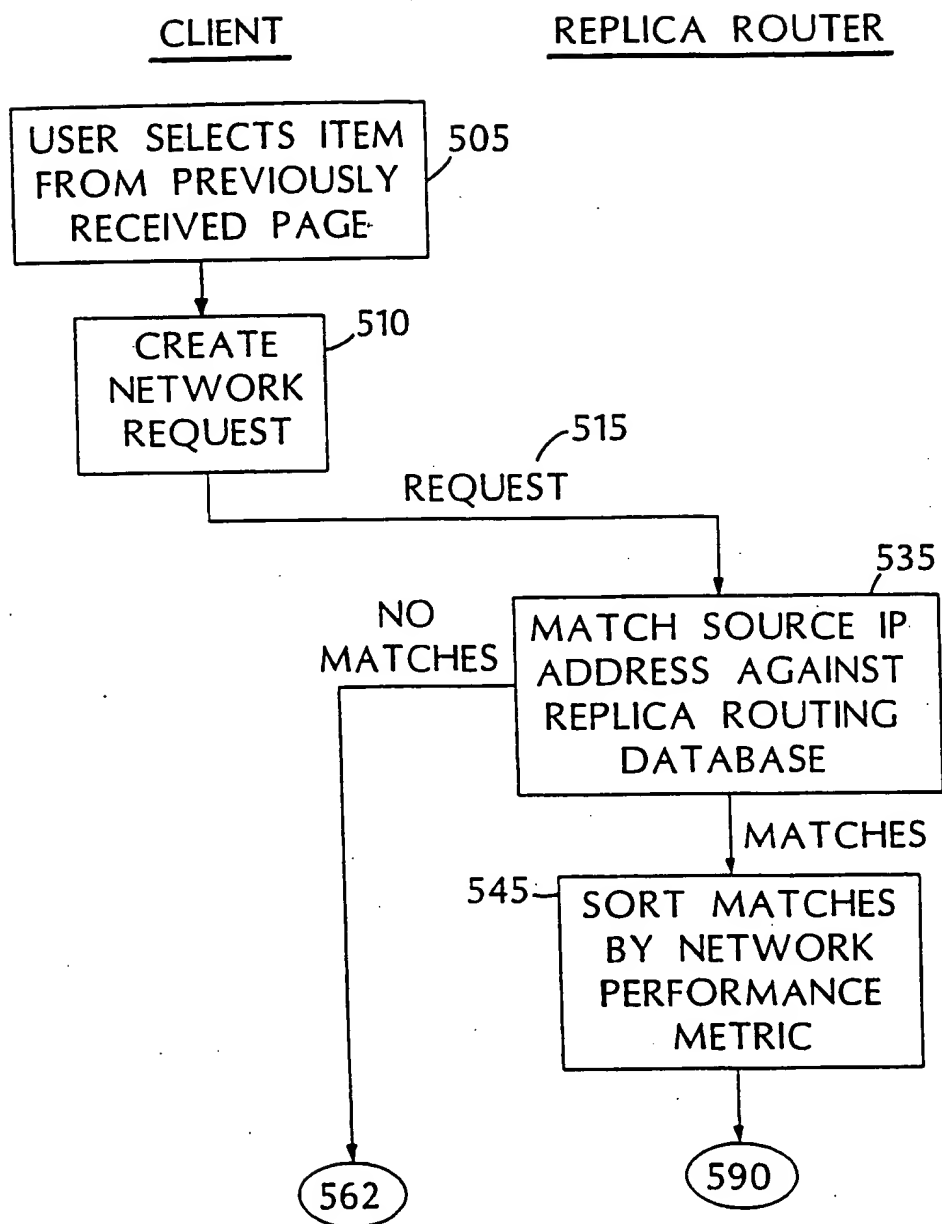 CLIENT
REPLICA ROUTER
USER SELECTS ITEM
FROM PREVIOUSLY
RECEIVED PAGE
505
CREATE
NETWORK
REQUEST
510
515
REQUEST
535
NO
MATCHES
MATCH SOURCE IP
ADDRESS AGAINST
REPLICA ROUTING
DATABASE
MATCHES
545
SORT MATCHES
BY NETWORK
PERFORMANCE
METRIC
562
590